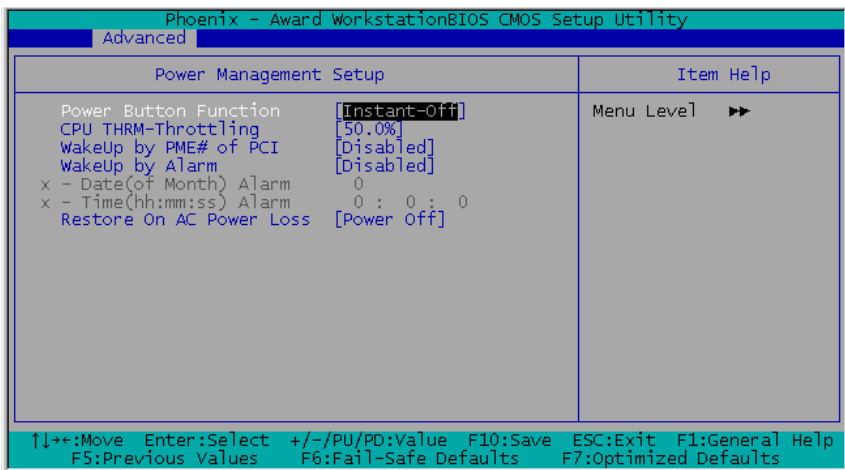 Phoenix - Award WorkstationBIOS CMOS Setup Utility
Advanced
Power Management Setup
Item Help
Power Button Function [Instant-Off]
Menu Level ▶▶
CPU THRM-Throttling [50.0%]
WakeUp by PME# of PCI [Disabled]
WakeUp by Alarm [Disabled]
x - Date(of Month) Alarm 0
x - Time(hh:mm:ss) Alarm 0 : 0 : 0
Restore On AC Power Loss [Power Off]
↑↓→←:Move Enter:Select +/-/PU/PD:Value F10:Save ESC:Exit F1:General Help
F5:Previous Values F6:Fail-Safe Defaults F7:Optimized Defaults